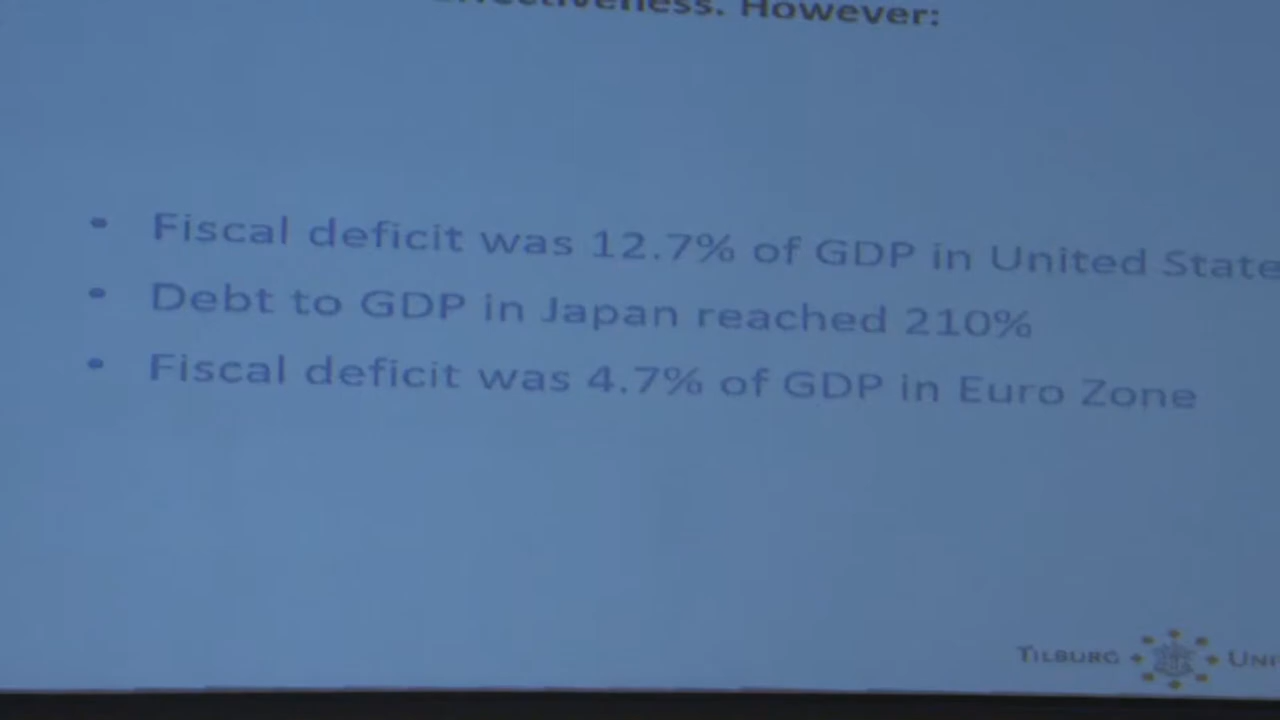 However:
• Fiscal deficit was 12.7% of GDP in United State
• Debt to GDP in Japan reached 210%
• Fiscal deficit was 4.7% of GDP in Euro Zone
TILBURG UNI